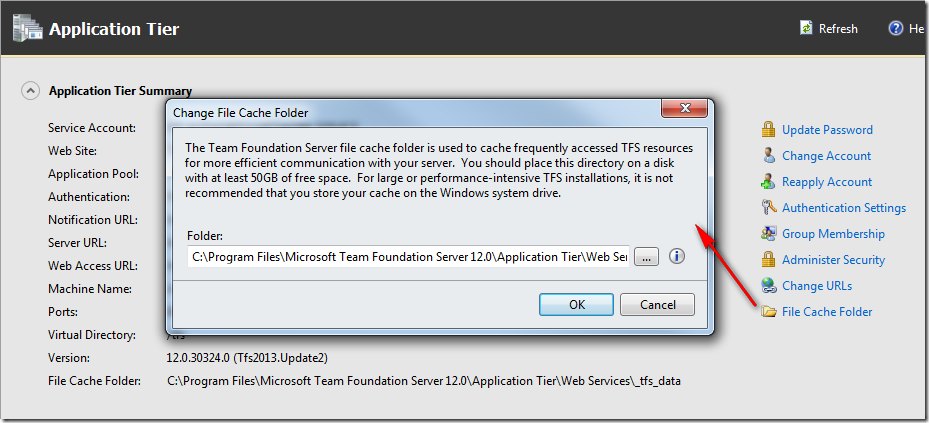 Application Tier
Refresh
Application Tier Summary
Change File Cache Folder
Service Account:
The Team Foundation Server file cache folder is used to cache frequently accessed TFS resources
for more efficient communication with your server. You should place this directory on a disk
with at least 50GB of free space. For large or performance-intensive TFS installations, it is not
recommended that you store your cache on the Windows system drive.
Web Site:
Application Pool:
Authentication:
Notification URL:
Server URL:
Web Access URL:
Machine Name:
Ports:
Virtual Directory:
Folder:
C:\Program Files\Microsoft Team Foundation Server 12.0\Application Tier\Web Ser
...
OK Cancel
Update Password
Change Account
Reapply Account
Authentication Settings
Group Membership
Administer Security
Change URLs
File Cache Folder
Version: 12.0.30324.0 (Tfs2013.Update2)
File Cache Folder: C:\Program Files\Microsoft Team Foundation Server 12.0\Application Tier\Web Services\_tfs_data